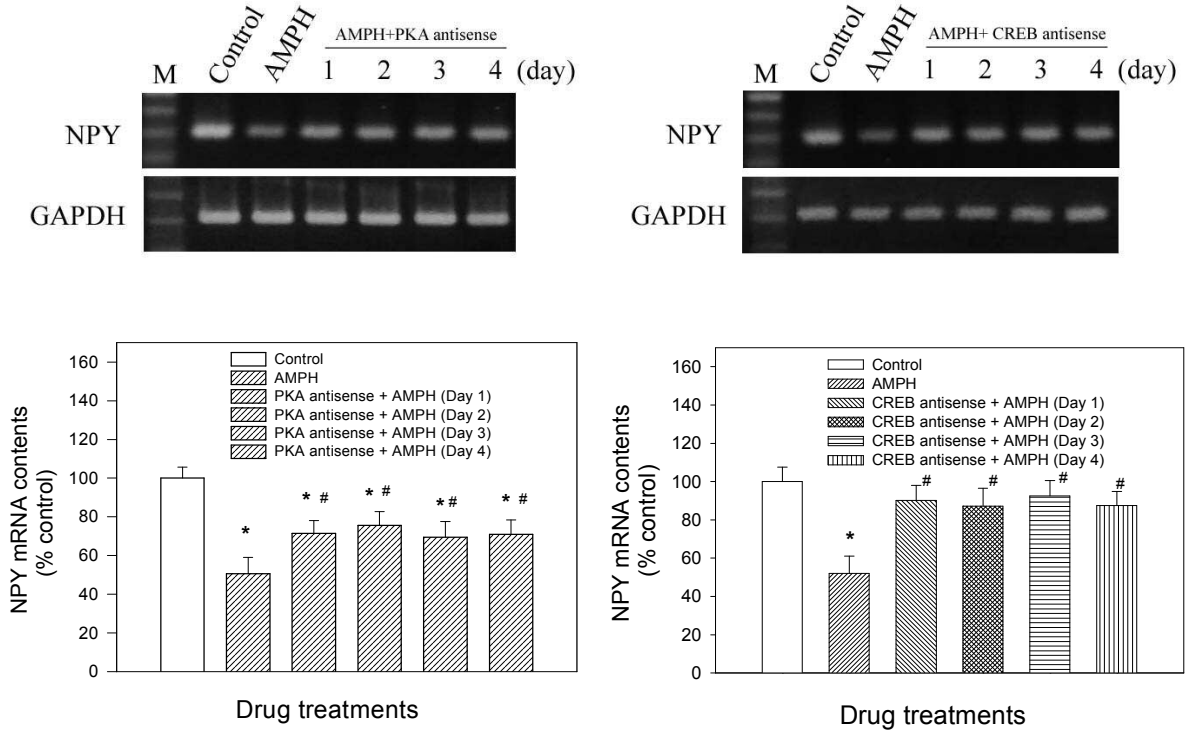 Control
AMPH
AMPH+PKA antisense
M
1 2 3 4 (day)
NPY
GAPDH
Control
AMPH
AMPH+ CREB antisense
M
1 2 3 4 (day)
NPY
GAPDH
NPY mRNA contents
(% control)
160
140
120
100
80
60
40
20
0
Control
AMPH
PKA antisense + AMPH (Day 1)
PKA antisense + AMPH (Day 2)
PKA antisense + AMPH (Day 3)
PKA antisense + AMPH (Day 4)
* * # * # * # * #
Drug treatments
NPY mRNA contents
(% control)
160
140
120
100
80
60
40
20
0
Control
AMPH
CREB antisense + AMPH (Day 1)
CREB antisense + AMPH (Day 2)
CREB antisense + AMPH (Day 3)
CREB antisense + AMPH (Day 4)
* # # # #
Drug treatments